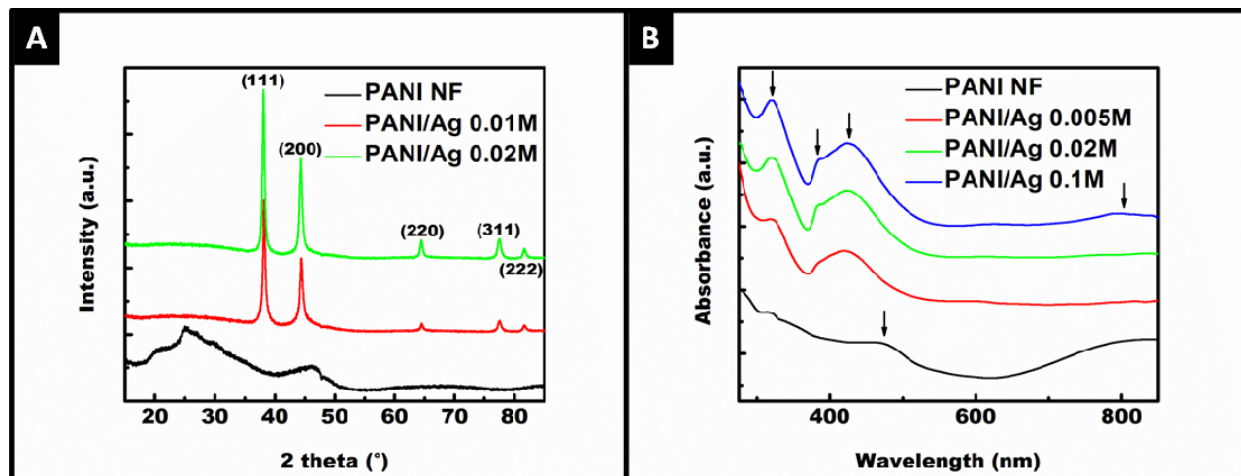 A
(111)
(200)
(220)
(311)
(222)
PANI NF
PANI/Ag 0.01M
PANI/Ag 0.02M
Intensity (a.u.)
20 30 40 50 60 70 80
2 theta (°)
B
PANI NF
PANI/Ag 0.005M
PANI/Ag 0.02M
PANI/Ag 0.1M
Absorbance (a.u.)
400 600 800
Wavelength (nm)